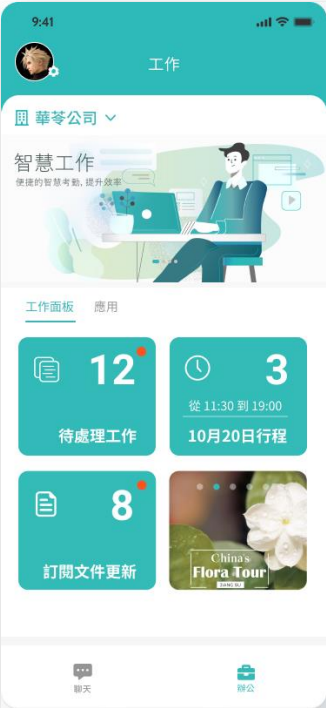 9:41
工作
華苓公司
智慧工作
便捷的智慧考勤, 提升效率
工作面板
應用
12
待處理工作
3
從 11:30 到 19:00
10月20日行程
8
訂閱文件更新
China's
Flora Tour
JIANG SU
聊天
辦公